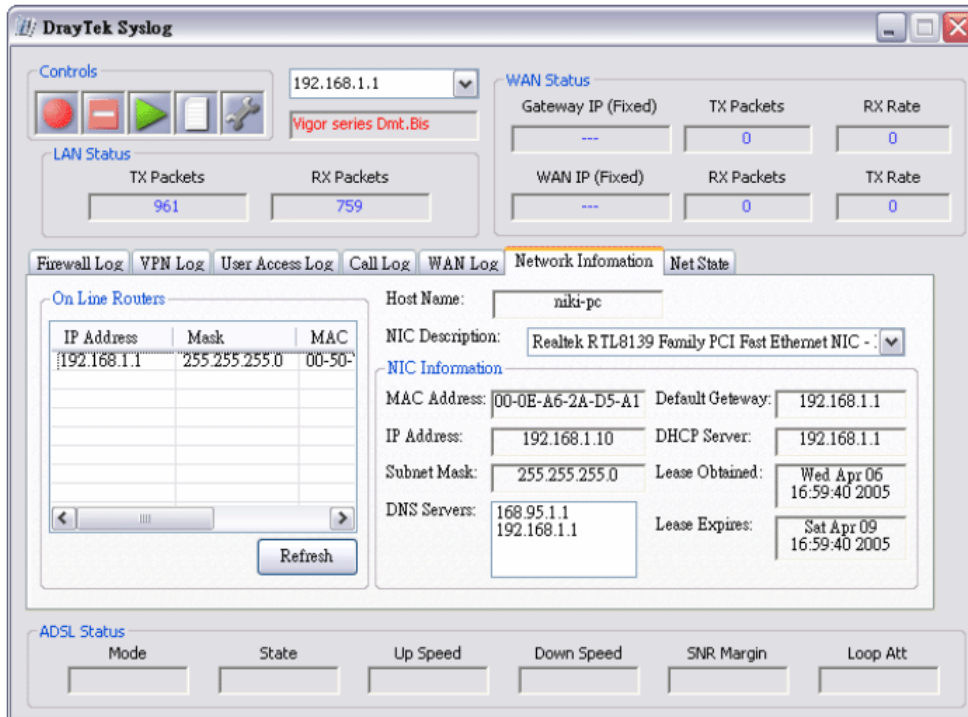 DrayTek Syslog
Controls
192.168.1.1
Vigor series Dmt.Bis
WAN Status
Gateway IP (Fixed) TX Packets RX Rate
--- 0 0
WAN IP (Fixed) RX Packets TX Rate
--- 0 0
LAN Status
TX Packets RX Packets
961 759
Firewall Log VPN Log User Access Log Call Log WAN Log Network Infomation Net State
On Line Routers
IP Address Mask MAC
192.168.1.1 255.255.255.0 00-50-
Refresh
Host Name: niki-pc
NIC Description: Realtek RTL8139 Family PCI Fast Ethernet NIC -
NIC Information
MAC Address: 00-0E-A6-2A-D5-A1
IP Address: 192.168.1.10
Subnet Mask: 255.255.255.0
DNS Servers: 168.95.1.1
192.168.1.1
Default Geteway: 192.168.1.1
DHCP Server: 192.168.1.1
Lease Obtained: Wed Apr 06
16:59:40 2005
Lease Expires: Sat Apr 09
16:59:40 2005
ADSL Status
Mode State Up Speed Down Speed SNR Margin Loop Att